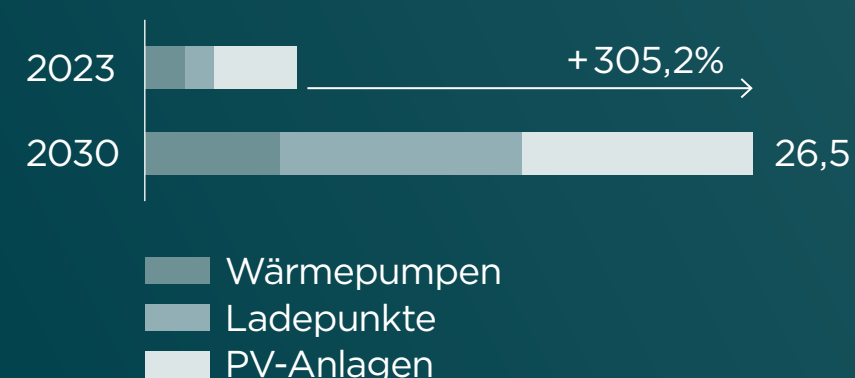 2023
+305,2%
2030
26,5
Wärmepumpen
Ladepunkte
PV-Anlagen